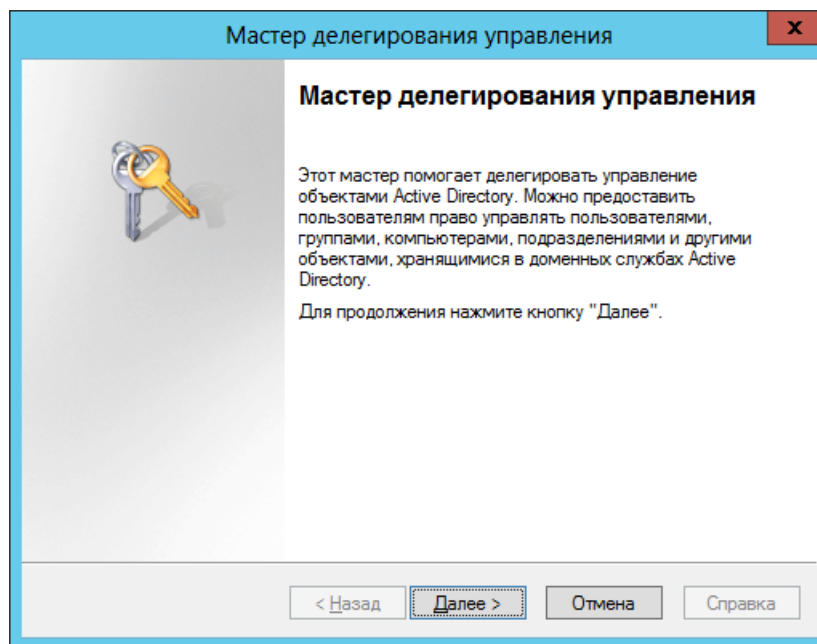 Мастер делегирования управления
x
Мастер делегирования управления
Этот мастер помогает делегировать управление
объектами Active Directory. Можно предоставить
пользователям право управлять пользователями,
группами, компьютерами, подразделениями и другими
объектами, хранящимися в доменных службах Active
Directory.
Для продолжения нажмите кнопку "Далее".
< Назад Далее > Отмена Справка